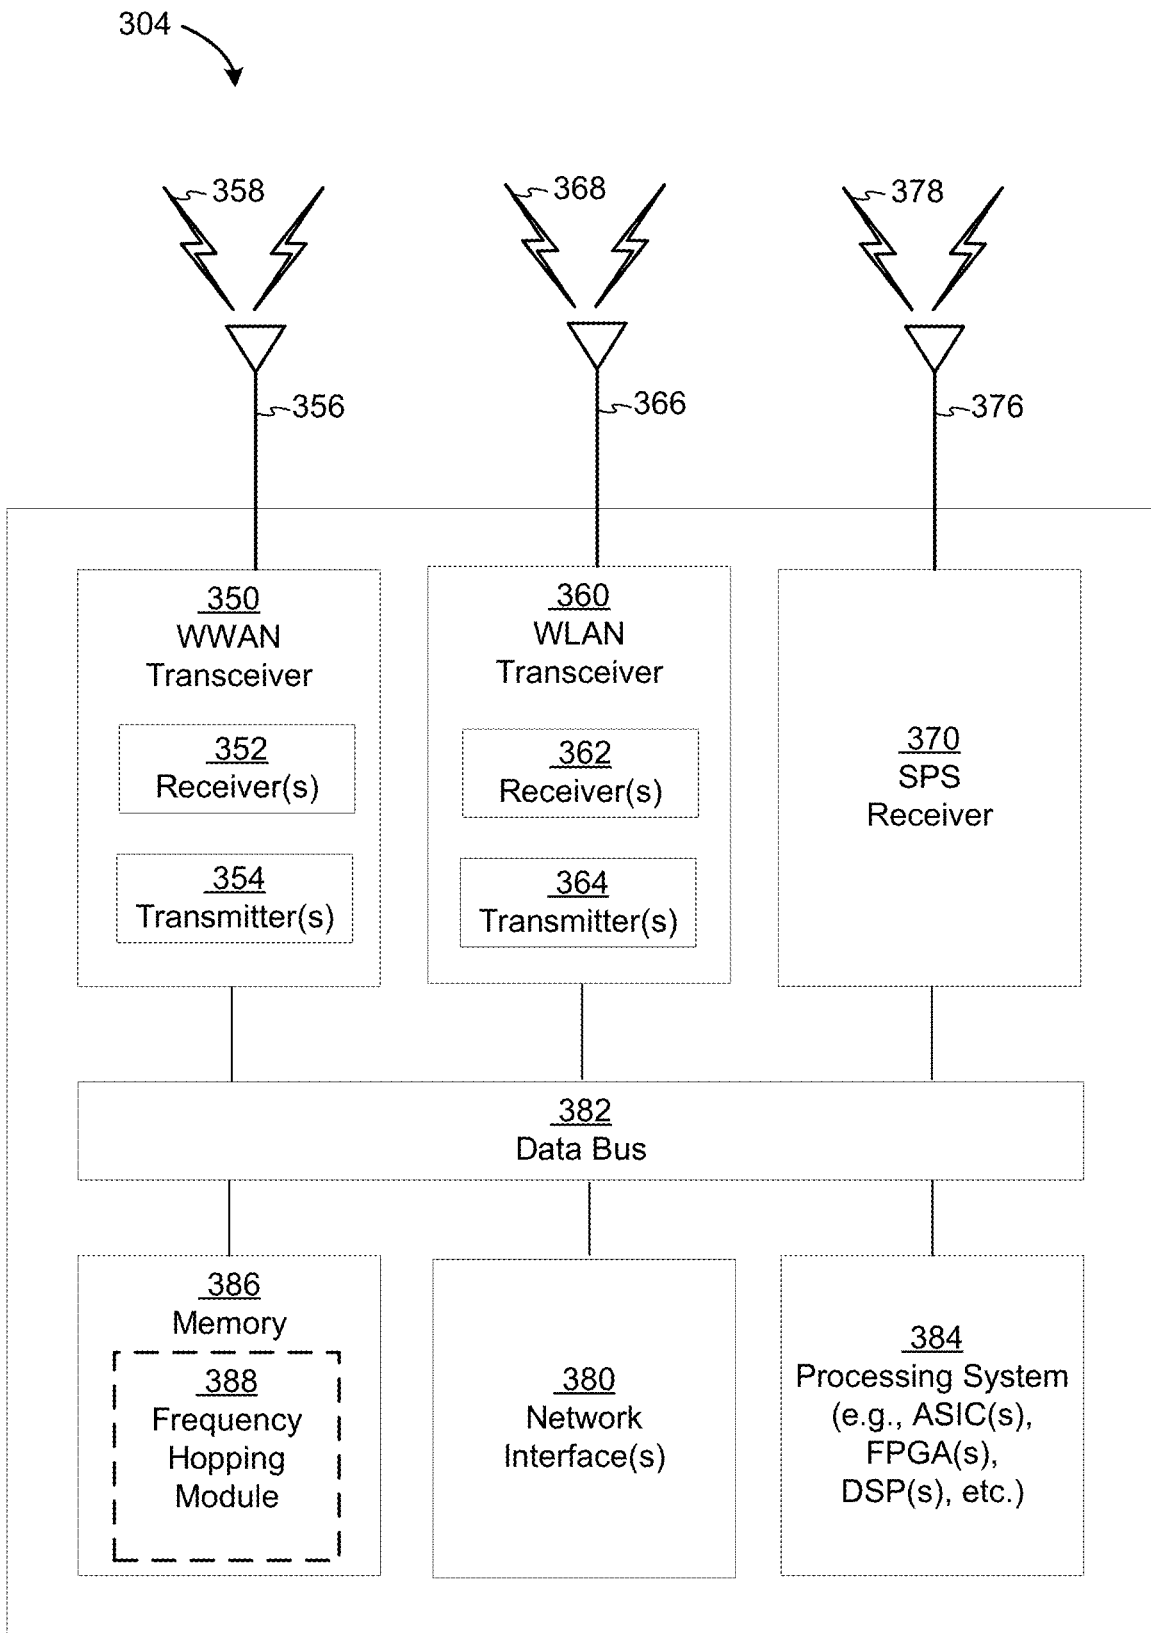 304
358
368
378
356
366
376
350
WWAN
Transceiver
352
Receiver(s)
354
Transmitter(s)
360
WLAN
Transceiver
362
Receiver(s)
364
Transmitter(s)
370
SPS
Receiver
382
Data Bus
386
Memory
388
Frequency
Hopping
Module
380
Network
Interface(s)
384
Processing System
(e.g., ASIC(s),
FPGA(s),
DSP(s), etc.)